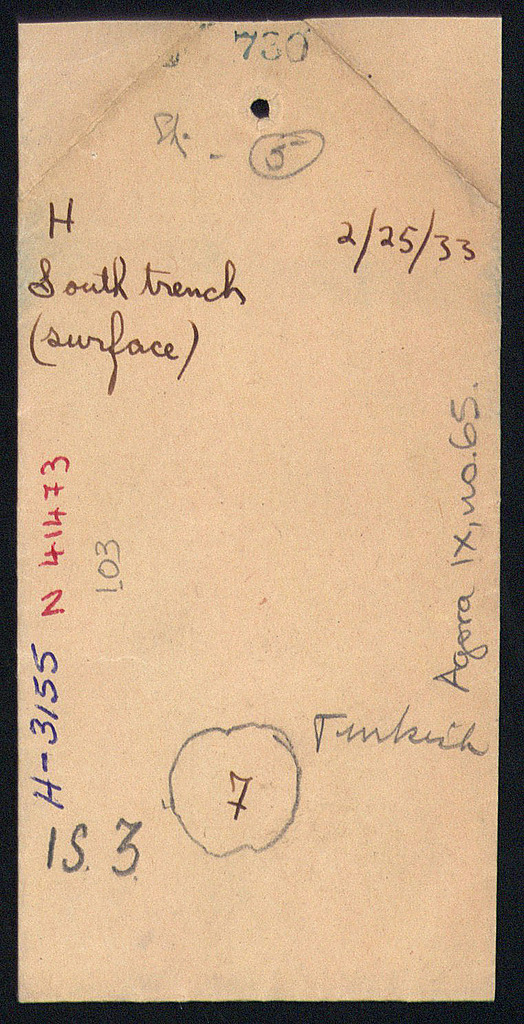 730
5
H
2/25/33
South trench
(surface)
N 41473
1.03
H-3155
Agora IX, no. 65.
Turkish
7
IS. 3